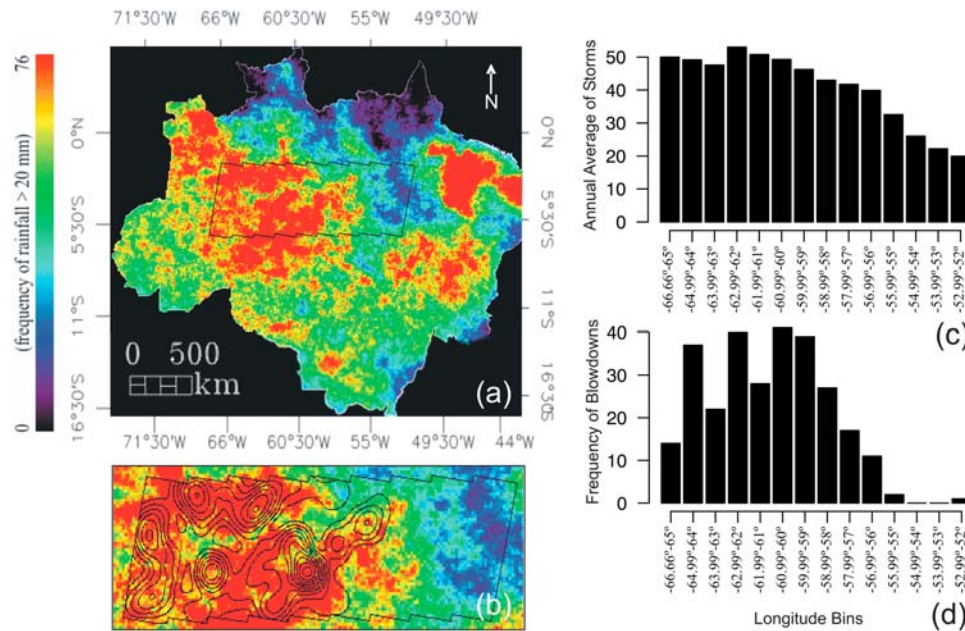 71°30'W 66°W 60°30'W 55°W 49°30'W
76
(frequency of rainfall > 20 mm)
0
0°N
5°30'S
11°S
16°30'S
N
0 500
km
(a)
0°N
5°30'S
11°S
16°30'S
71°30'W 66°W 60°30'W 55°W 49°30'W 44°W
(b)
Annual Average of Storms
50
40
30
20
10
0
-66.66°-65°
-64.99°-64°
-63.99°-63°
-62.99°-62°
-61.99°-61°
-60.99°-60°
-59.99°-59°
-58.99°-58°
-57.99°-57°
-56.99°-56°
-55.99°-55°
-54.99°-54°
-53.99°-53°
-52.99°-52°
(c)
Frequency of Blowdowns
40
30
20
10
0
-66.66°-65°
-64.99°-64°
-63.99°-63°
-62.99°-62°
-61.99°-61°
-60.99°-60°
-59.99°-59°
-58.99°-58°
-57.99°-57°
-56.99°-56°
-55.99°-55°
-54.99°-54°
-53.99°-53°
-52.99°-52°
Longitude Bins
(d)